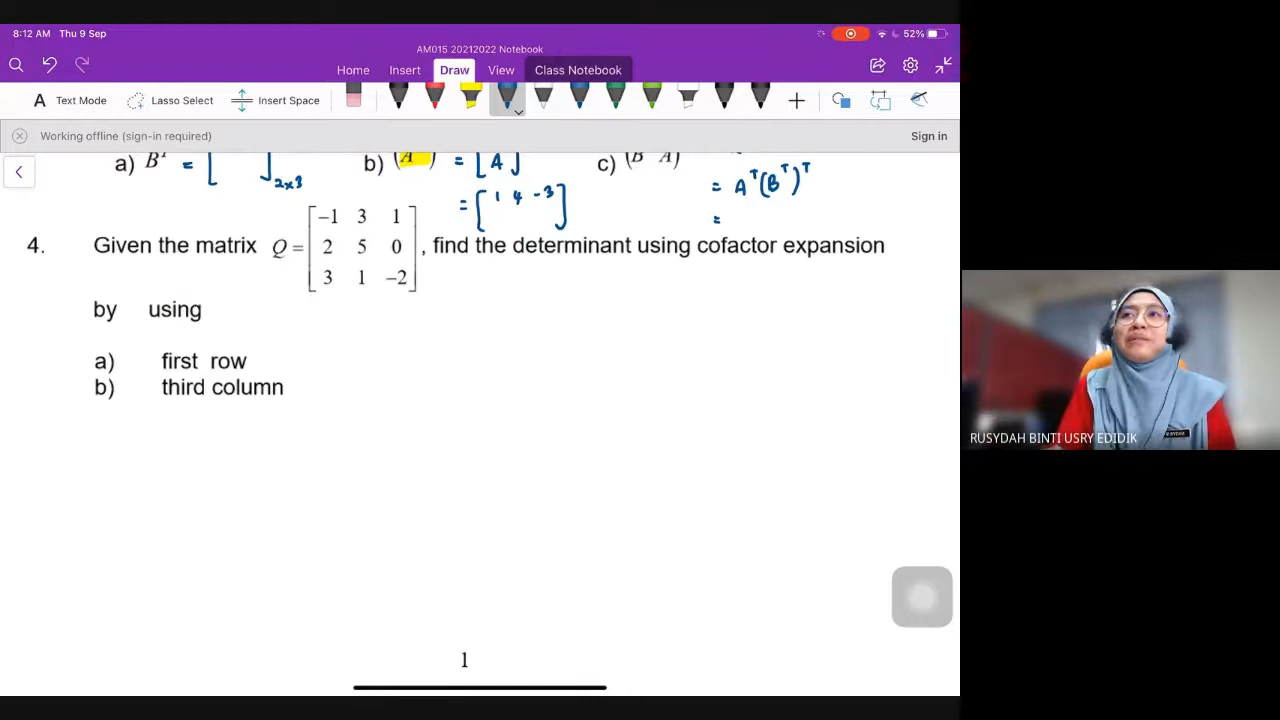 8:12 AM Thu 9 Sep
52%
AM015 20212022 Notebook
Home Insert Draw View Class Notebook
A Text Mode Lasso Select Insert Space
Working offline (sign-in required) Sign in
a) Bᵀ = [ ]₂ₓ₃ b) (A ) = [A] c) (B A)
= Aᵀ(Bᵀ)ᵀ
= [1 4 -3]
=
−1 3 1
4. Given the matrix Q = 2 5 0 , find the determinant using cofactor expansion
3 1 −2
by using
a) first row
b) third column
RUSYDAH BINTI USRY EDIDIK
1